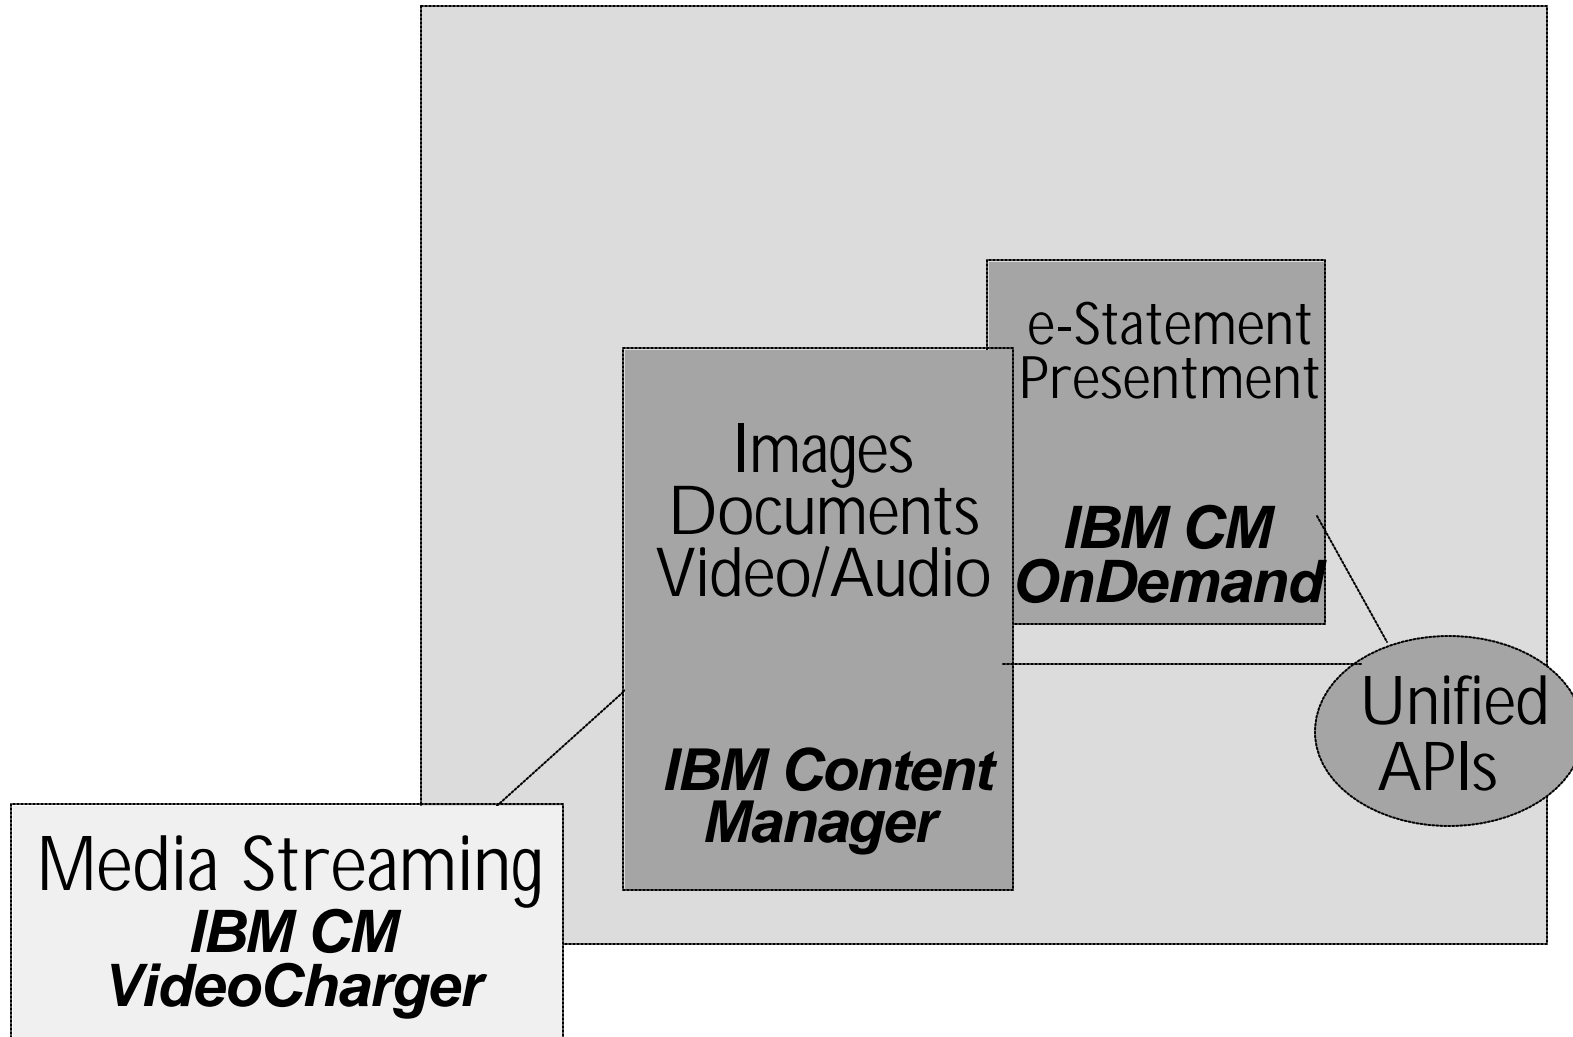 e-Statement
Presentment
IBM CM
OnDemand
Images
Documents
Video/Audio
IBM Content
Manager
Unified
APIs
Media Streaming
IBM CM
VideoCharger